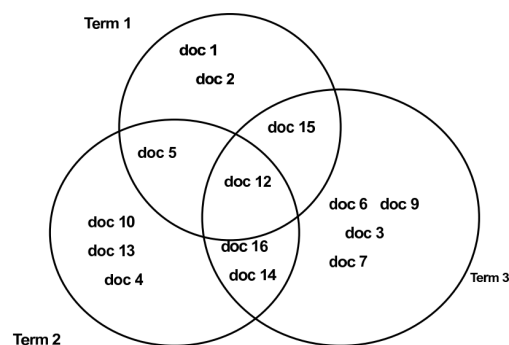 Term 1
doc 1
doc 2
doc 15
doc 5
doc 12
doc 6 doc 9
doc 10
doc 3
doc 16
doc 13
doc 7
doc 14
doc 4
Term 3
Term 2